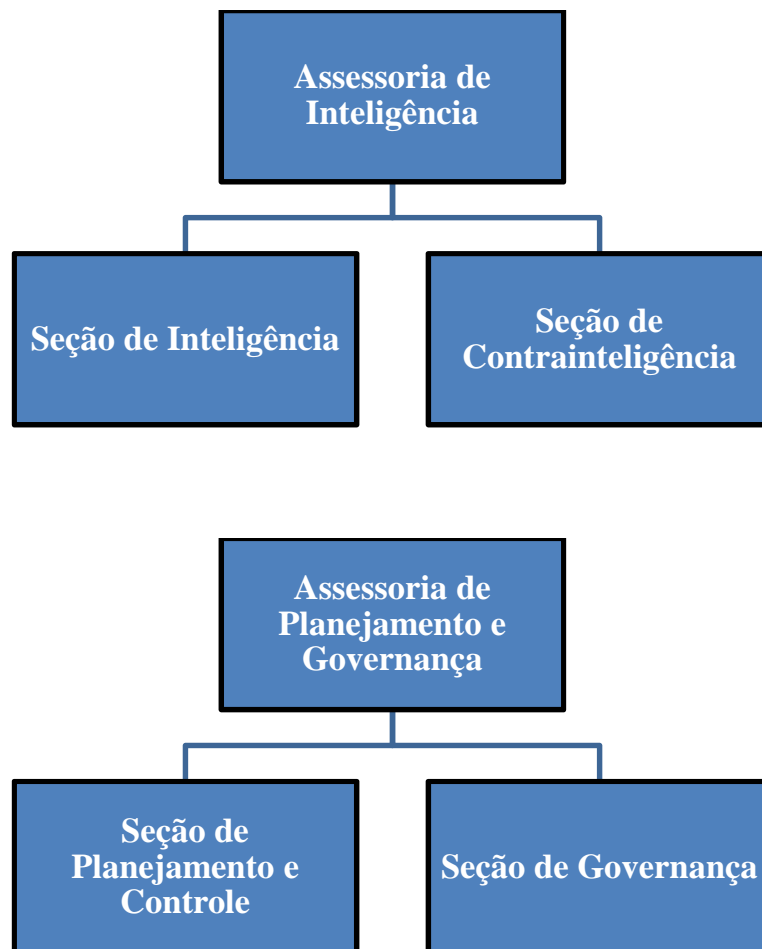 Assessoria de
Inteligência
Seção de Inteligência
Seção de
Contrainteligência
Assessoria de
Planejamento e
Governança
Seção de
Planejamento e
Controle
Seção de Governança